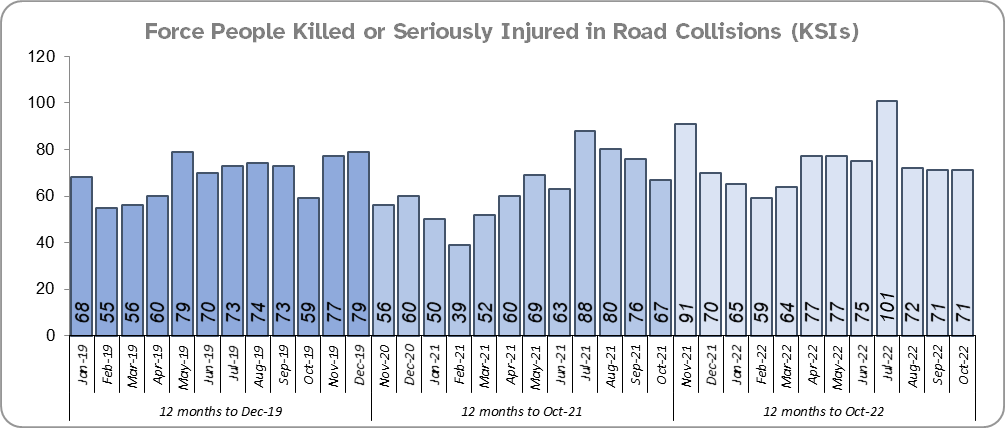 Force People Killed or Seriously Injured in Road Collisions (KSIs)
120
100
80
60
40
20
0
68 55 56 60 79 70 73 74 73 59 77 79 56 60 50 39 52 60 69 63 88 80 76 67 91 70 65 59 64 77 77 75 101 72 71 71
Jan-19 Feb-19 Mar-19 Apr-19 May-19 Jun-19 Jul-19 Aug-19 Sep-19 Oct-19 Nov-19 Dec-19 Nov-20 Dec-20 Jan-21 Feb-21 Mar-21 Apr-21 May-21 Jun-21 Jul-21 Aug-21 Sep-21 Oct-21 Nov-21 Dec-21 Jan-22 Feb-22 Mar-22 Apr-22 May-22 Jun-22 Jul-22 Aug-22 Sep-22 Oct-22
12 months to Dec-19 12 months to Oct-21 12 months to Oct-22